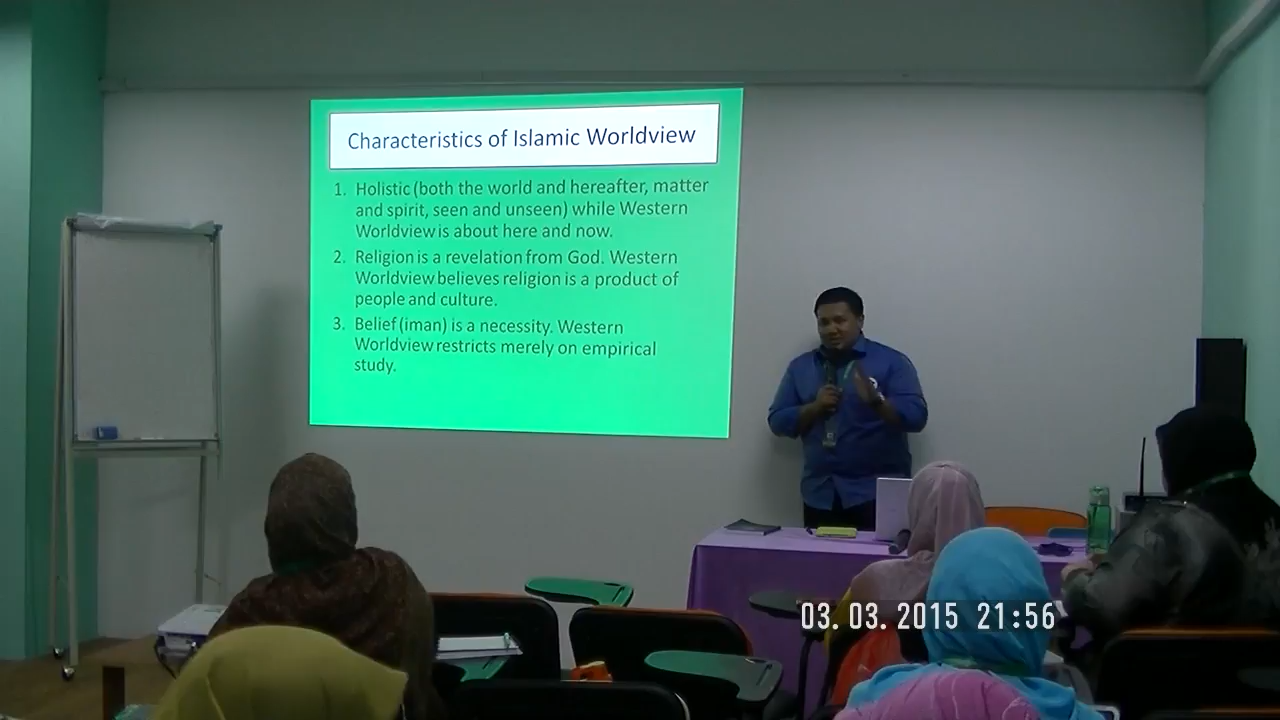 Characteristics of Islamic Worldview
1. Holistic (both the world and hereafter, matter
and spirit, seen and unseen) while Western
Worldview is about here and now.
2. Religion is a revelation from God. Western
Worldview believes religion is a product of
people and culture.
3. Belief (iman) is a necessity. Western
Worldview restricts merely on empirical
study.
03. 03. 2015 21:56